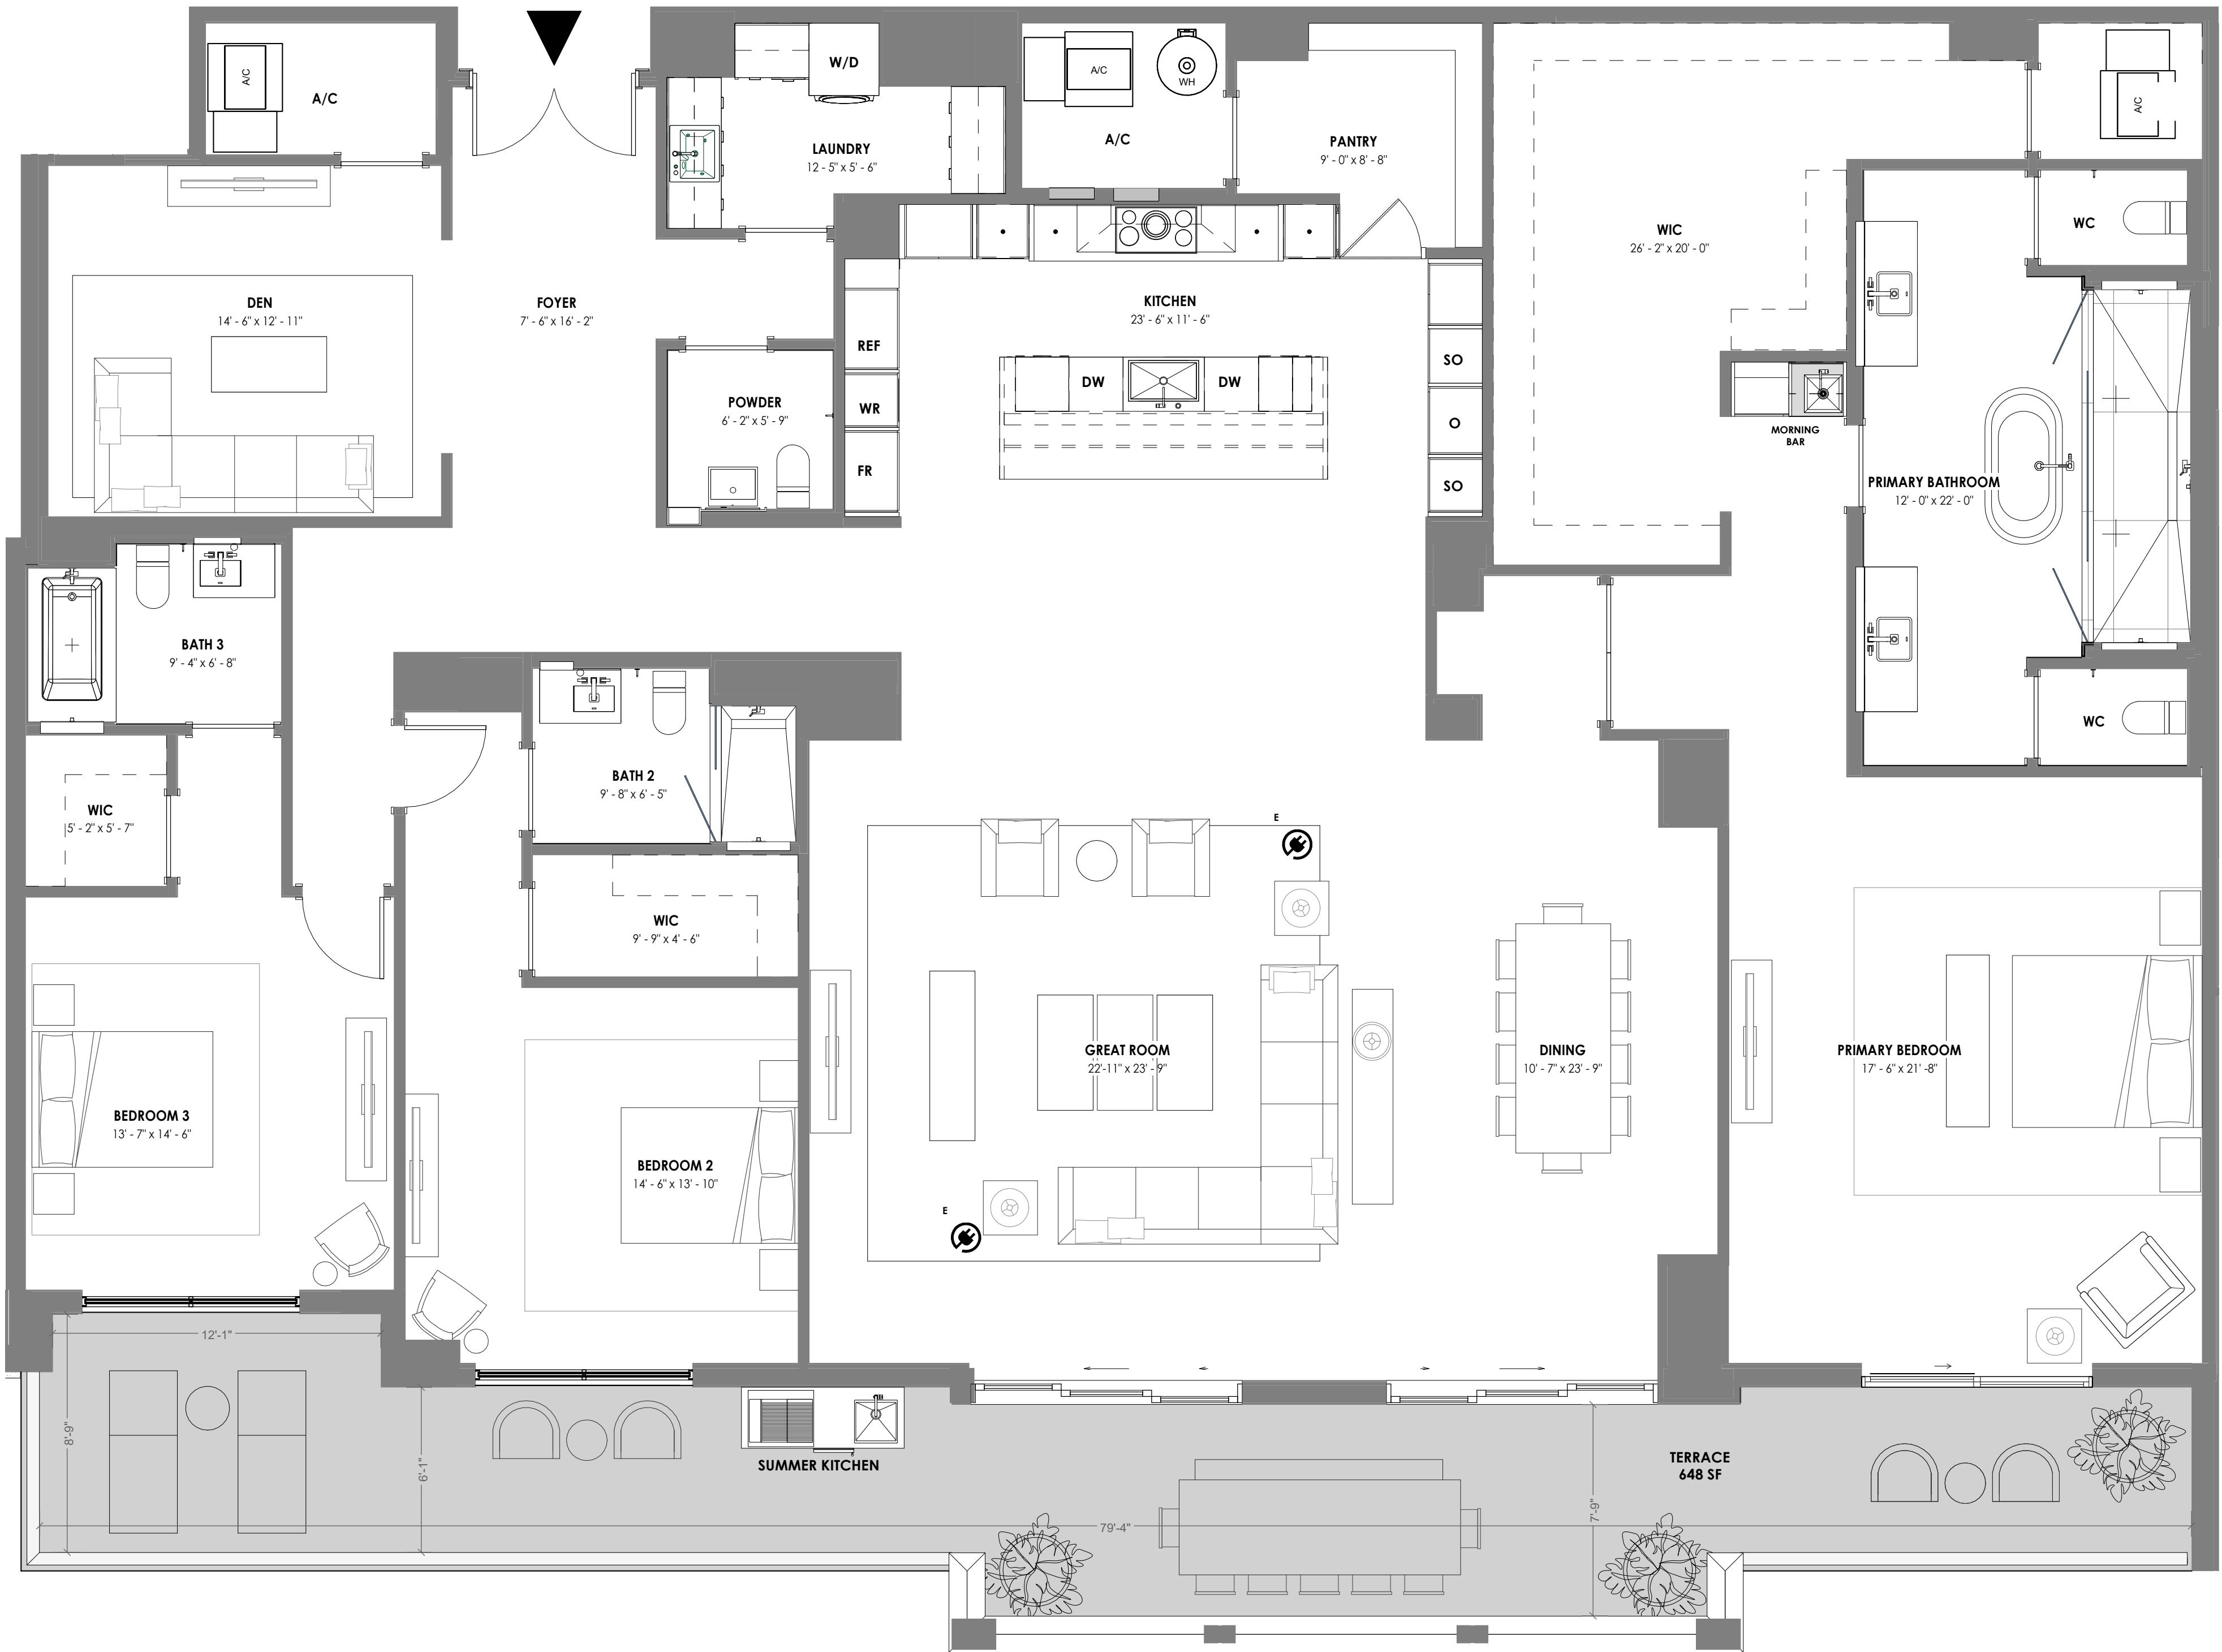 A/C
A/C
W/D
LAUNDRY
12 - 5" x 5' - 6"
A/C
WH
A/C
PANTRY
9' - 0" x 8' - 8"
A/C
WIC
26' - 2" x 20' - 0"
WC
DEN
14' - 6" x 12' - 11"
FOYER
7' - 6" x 16' - 2"
KITCHEN
23' - 6" x 11' - 6"
REF
WR
FR
DW
DW
SO
O
SO
POWDER
6' - 2" x 5' - 9"
MORNING
BAR
PRIMARY BATHROOM
12' - 0" x 22' - 0"
BATH 3
9' - 4" x 6' - 8"
WC
BATH 2
9' - 8" x 6' - 5"
WIC
5' - 2" x 5' - 7"
WIC
9' - 9" x 4' - 6"
E
GREAT ROOM
22'-11" x 23' - 9"
DINING
10' - 7" x 23' - 9"
PRIMARY BEDROOM
17' - 6" x 21' -8"
BEDROOM 3
13' - 7" x 14' - 6"
BEDROOM 2
14' - 6" x 13' - 10"
E
12'-1"
8'-9"
6'-1"
SUMMER KITCHEN
TERRACE
648 SF
7'-9"
79'-4"